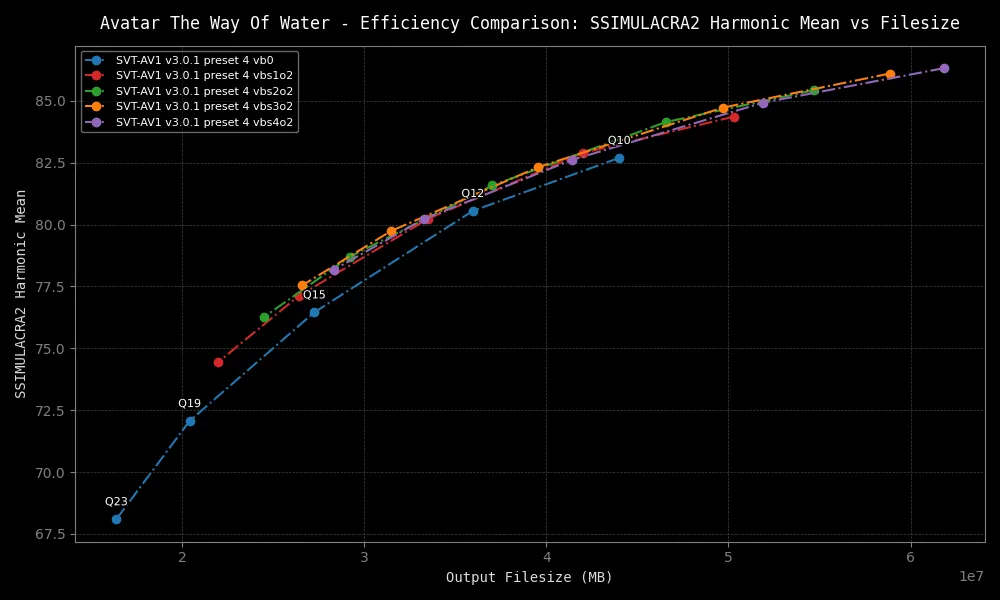 Avatar The Way Of Water - Efficiency Comparison: SSIMULACRA2 Harmonic Mean vs Filesize
SVT-AV1 v3.0.1 preset 4 vb0
SVT-AV1 v3.0.1 preset 4 vbs1o2
SVT-AV1 v3.0.1 preset 4 vbs2o2
SVT-AV1 v3.0.1 preset 4 vbs3o2
SVT-AV1 v3.0.1 preset 4 vbs4o2
SSIMULACRA2 Harmonic Mean
85.0
82.5
80.0
77.5
75.0
72.5
70.0
67.5
Q10
Q12
Q15
Q19
Q23
2
3
4
5
6
1e7
Output Filesize (MB)